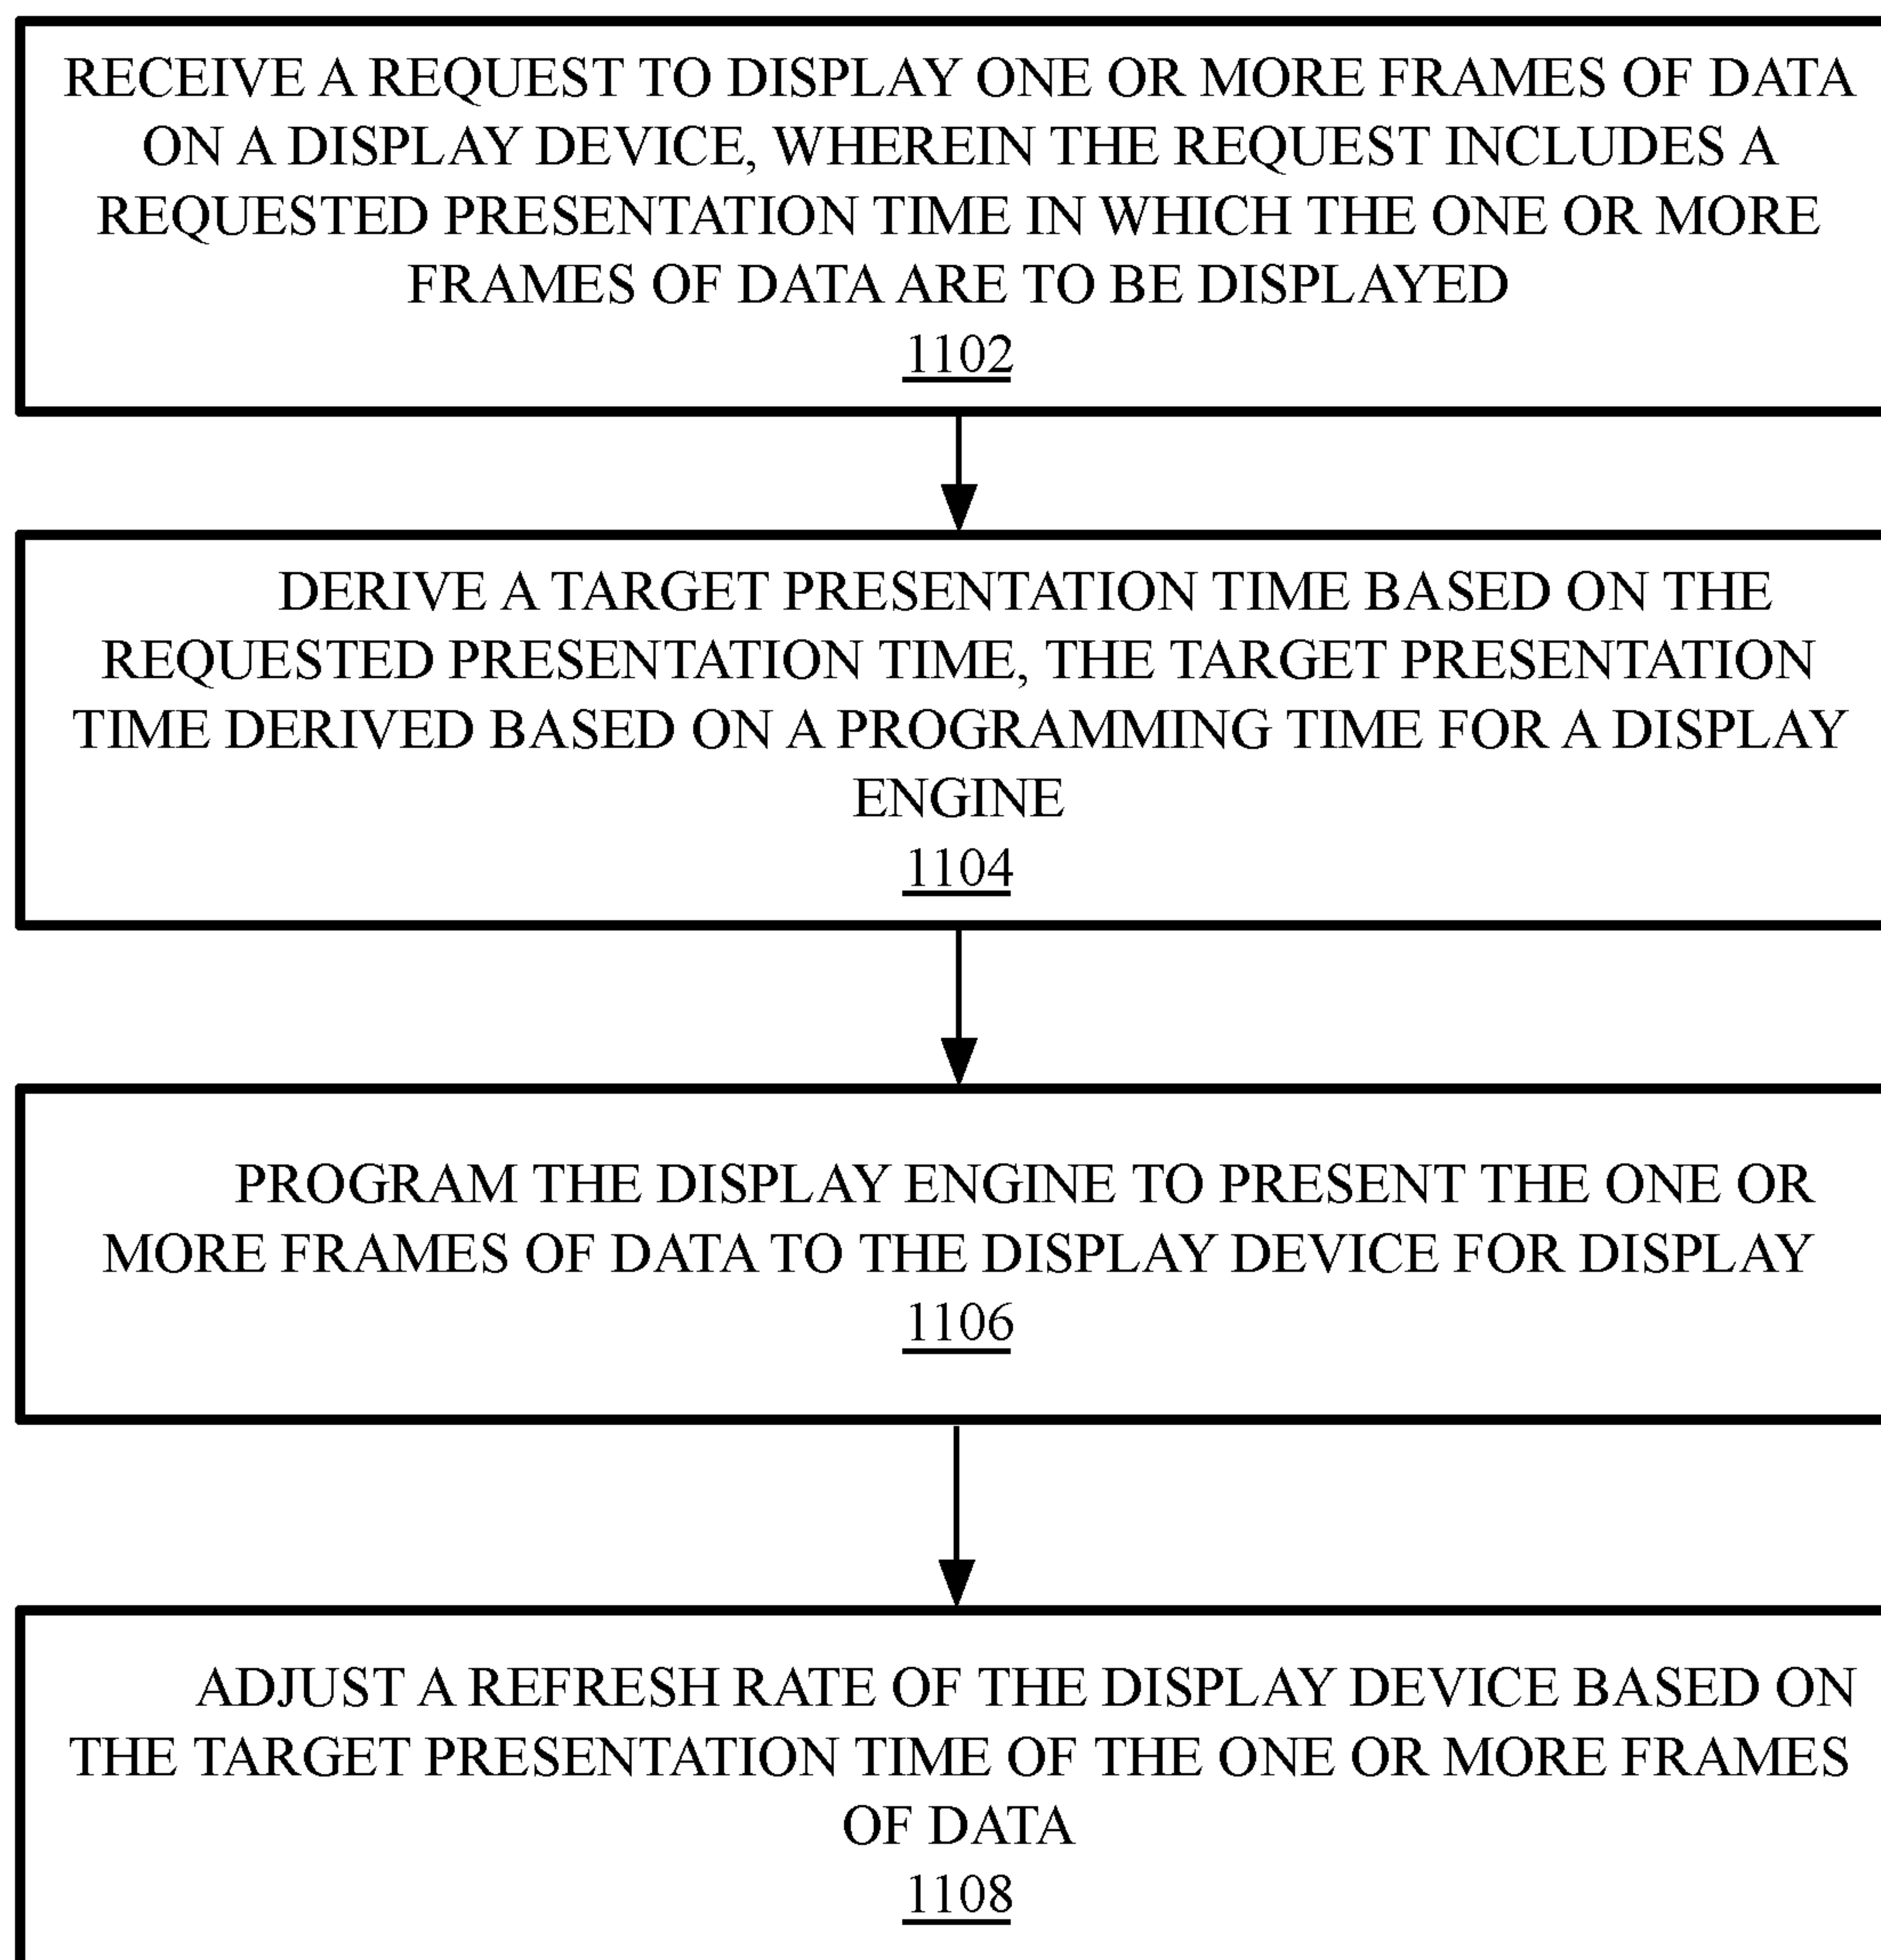 RECEIVE A REQUEST TO DISPLAY ONE OR MORE FRAMES OF DATA
ON A DISPLAY DEVICE, WHEREIN THE REQUEST INCLUDES A
REQUESTED PRESENTATION TIME IN WHICH THE ONE OR MORE
FRAMES OF DATA ARE TO BE DISPLAYED
1102
DERIVE A TARGET PRESENTATION TIME BASED ON THE
REQUESTED PRESENTATION TIME, THE TARGET PRESENTATION
TIME DERIVED BASED ON A PROGRAMMING TIME FOR A DISPLAY
ENGINE
1104
PROGRAM THE DISPLAY ENGINE TO PRESENT THE ONE OR
MORE FRAMES OF DATA TO THE DISPLAY DEVICE FOR DISPLAY
1106
ADJUST A REFRESH RATE OF THE DISPLAY DEVICE BASED ON
THE TARGET PRESENTATION TIME OF THE ONE OR MORE FRAMES
OF DATA
1108